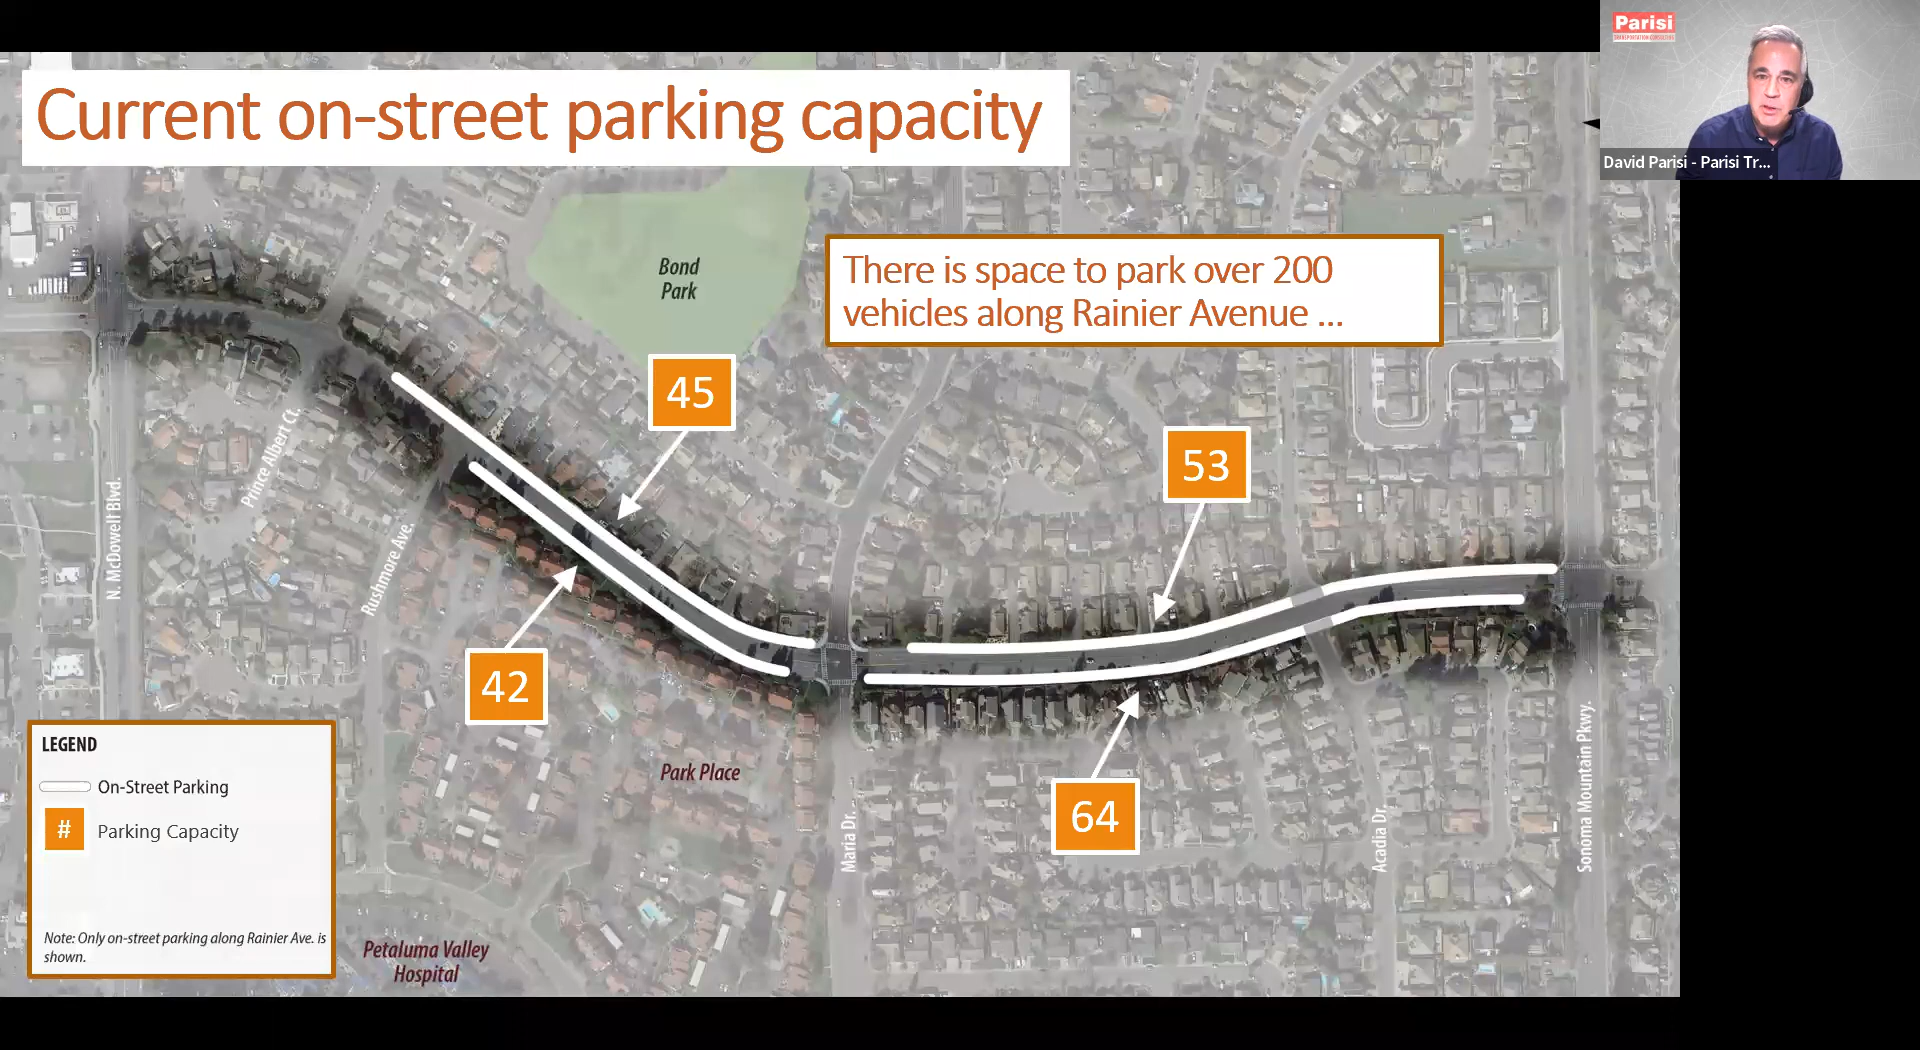 Current on-street parking capacity
Parisi
David Parisi - Parisi Tr...
There is space to park over 200
vehicles along Rainier Avenue ...
Bond
Park
45
53
42
64
Prince Albert Ct.
N. McDowell Blvd.
Rushmore Ave.
Park Place
Maria Dr.
Acadia Dr.
Sonoma Mountain Pkwy.
Petaluma Valley
Hospital
LEGEND
On-Street Parking
# Parking Capacity
Note: Only on-street parking along Rainier Ave. is
shown.